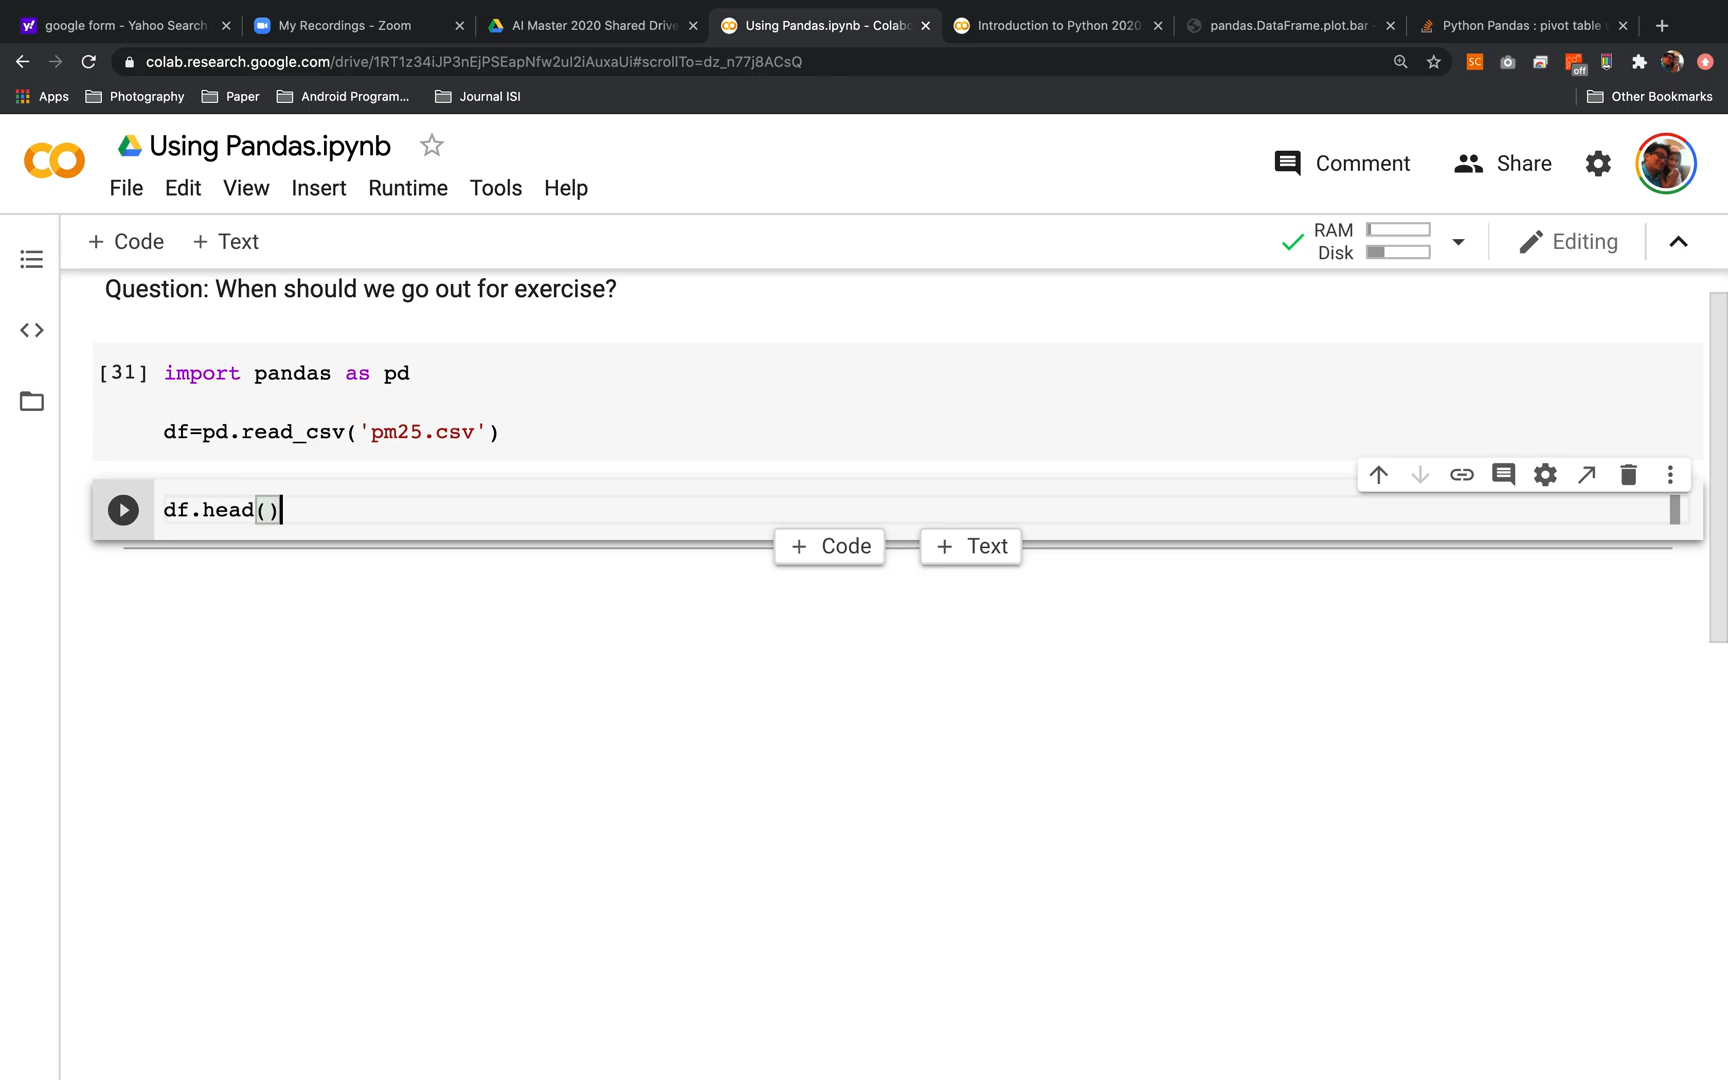 google form - Yahoo Search
My Recordings - Zoom
AI Master 2020 Shared Drive
Using Pandas.ipynb - Colabo
Introduction to Python 2020
pandas.DataFrame.plot.bar -
Python Pandas : pivot table
colab.research.google.com/drive/1RT1z34iJP3nEjPSEapNfw2uI2iAuxaUi#scrollTo=dz_n77j8ACsQ
SC
off
Apps
Photography
Paper
Android Program...
Journal ISI
Other Bookmarks
Using Pandas.ipynb
Comment
Share
File Edit View Insert Runtime Tools Help
+ Code + Text
RAM
Disk
Editing
Question: When should we go out for exercise?
[31] import pandas as pd
df=pd.read_csv('pm25.csv')
df.head()
+ Code
+ Text